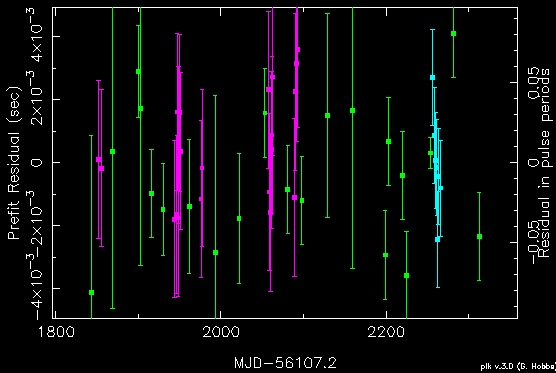 4×10⁻³
2×10⁻³
0
−2×10⁻³
−4×10⁻³
Prefit Residual (sec)
0.05
0
−0.05
Residual in pulse periods
1800
2000
2200
MJD−56107.2
plk v.3.0 (G. Hobbs